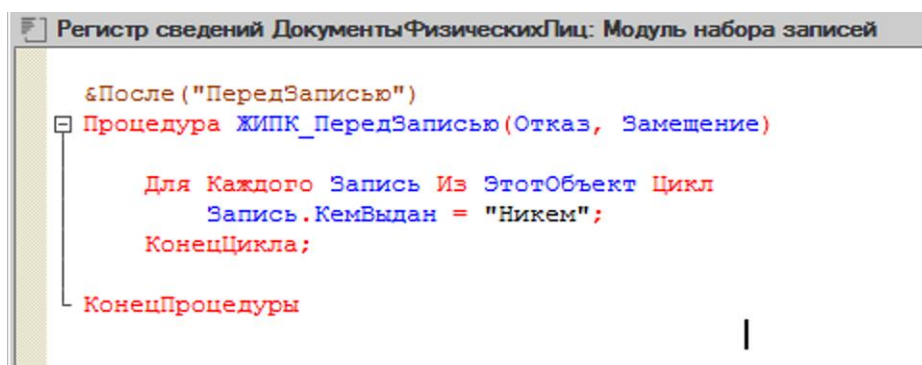 Регистр сведений ДокументыФизическихЛиц: Модуль набора записей
&После("ПередЗаписью")
Процедура ЖИПК_ПередЗаписью(Отказ, Замещение)
Для Каждого Запись Из ЭтотОбъект Цикл
Запись.КемВыдан = "Никем";
КонецЦикла;
КонецПроцедуры